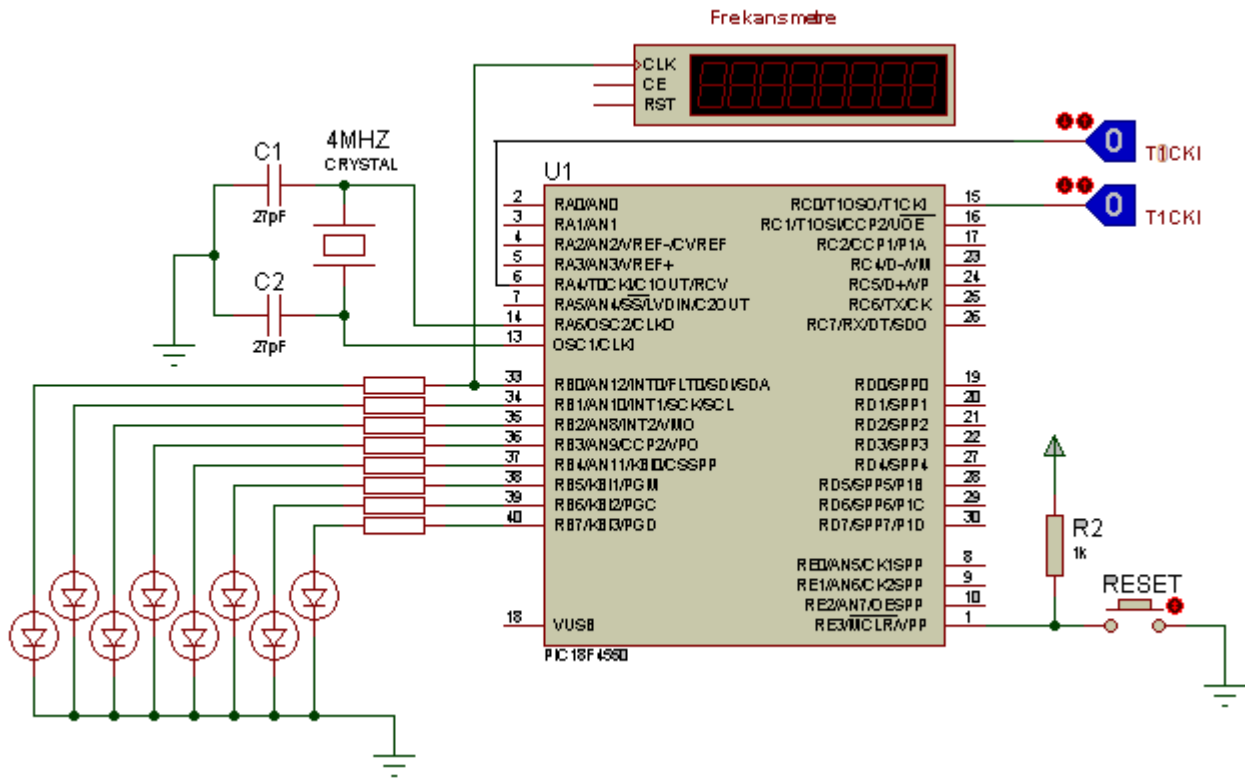 Frekansmetre
CLK
CE
RST
4MHZ
CRYSTAL
C1
27pF
C2
27pF
U1
T0CKI
T1CKI
2 RA0/AN0
3 RA1/AN1
4 RA2/AN2/VREF-/CVREF
5 RA3/AN3/VREF+
6 RA4/T0CKI/C1OUT/RCV
7 RA5/AN4/SS/LVDIN/C2OUT
14 RA6/OSC2/CLKO
13 OSC1/CLKI
33 RB0/AN12/INT0/FLT0/SDI/SDA
34 RB1/AN10/INT1/SCK/SCL
35 RB2/AN8/INT2/VMO
36 RB3/AN9/CCP2/VPO
37 RB4/AN11/KBI0/CSSPP
38 RB5/KBI1/PGM
39 RB6/KBI2/PGC
40 RB7/KBI3/PGD
18 VUSB
RC0/T1OSO/T1CKI 15
RC1/T1OSI/CCP2/UOE 16
RC2/CCP1/P1A 17
RC4/D-/VM 23
RC5/D+/VP 24
RC6/TX/CK 25
RC7/RX/DT/SDO 26
RD0/SPP0 19
RD1/SPP1 20
RD2/SPP2 21
RD3/SPP3 22
RD4/SPP4 27
RD5/SPP5/P1B 28
RD6/SPP6/P1C 29
RD7/SPP7/P1D 30
RE0/AN5/CK1SPP 8
RE1/AN6/CK2SPP 9
RE2/AN7/OESPP 10
RE3/MCLR/VPP 1
PIC18F4550
0
0
R2
1k
RESET